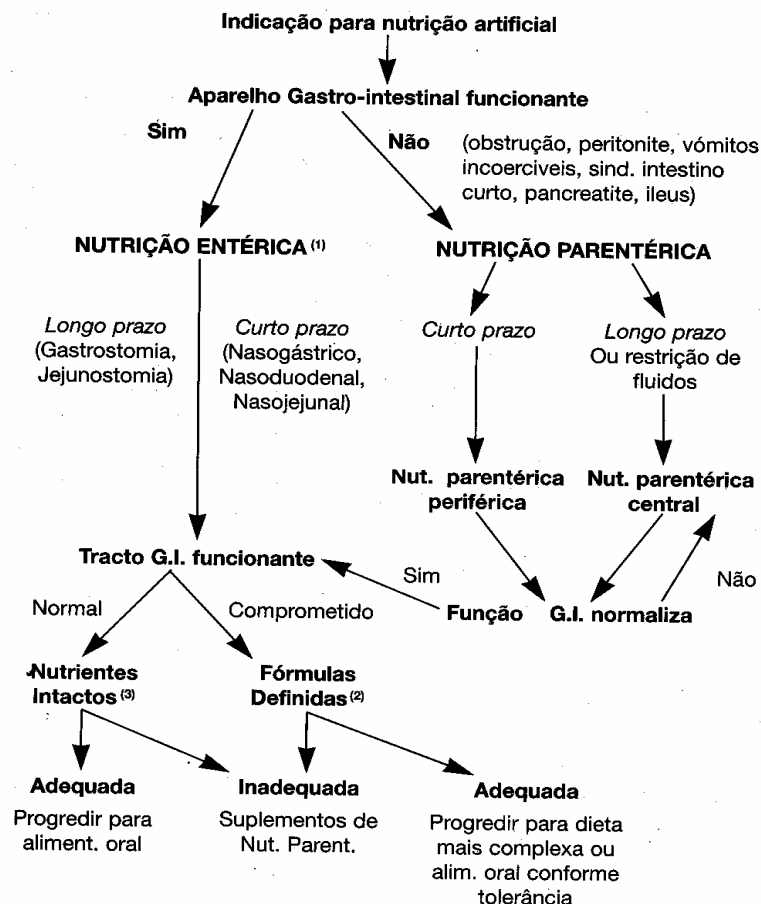 Indicação para nutrição artificial
Aparelho Gastro-intestinal funcionante
Sim
Não
(obstrução, peritonite, vómitos
incoerciveis, sind. intestino
curto, pancreatite, ileus)
NUTRIÇÃO ENTÉRICA (1)
NUTRIÇÃO PARENTÉRICA
Longo prazo
(Gastrostomia,
Jejunostomia)
Curto prazo
(Nasogástrico,
Nasoduodenal,
Nasojejunal)
Curto prazo
Longo prazo
Ou restrição de
fluidos
Nut. parentérica
periférica
Nut. parentérica
central
Tracto G.I. funcionante
Sim
Não
Função G.I. normaliza
Normal
Comprometido
Nutrientes
Intactos (3)
Fórmulas
Definidas (2)
Adequada
Progredir para
aliment. oral
Inadequada
Suplementos de
Nut. Parent.
Adequada
Progredir para dieta
mais complexa ou
alim. oral conforme
tolerância